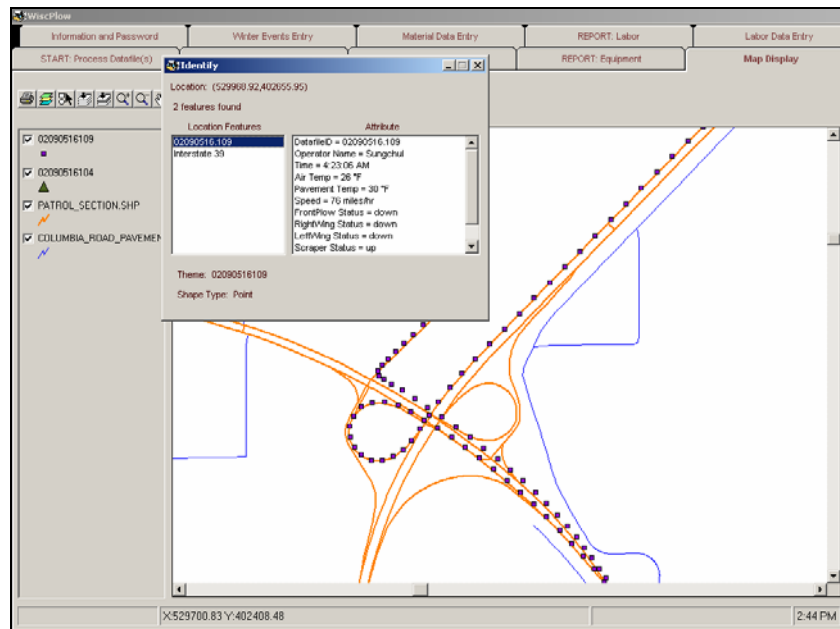 WiscPlow
Information and Password Winter Events Entry Material Data Entry REPORT: Labor Labor Data Entry
START: Process Datafile(s) REPORT: Equipment Map Display
Identify
Location: (529968.92,402655.95)
2 features found
Location Features Attribute
02090516.109
Interstate 39
DatafileID = 02090516.109
Operator Name = Sungchul
Time = 4:23:06 AM
Air Temp = 26 °F
Pavement Temp = 30 °F
Speed = 76 miles/hr
FrontPlow Status = down
RightWing Status = down
LeftWing Status = down
Scraper Status = up
Theme: 02090516109
Shape Type: Point
02090516109
02090516104
PATROL_SECTION.SHP
COLUMBIA_ROAD_PAVEMEN
X:529700.83 Y:402408.48 2:44 PM